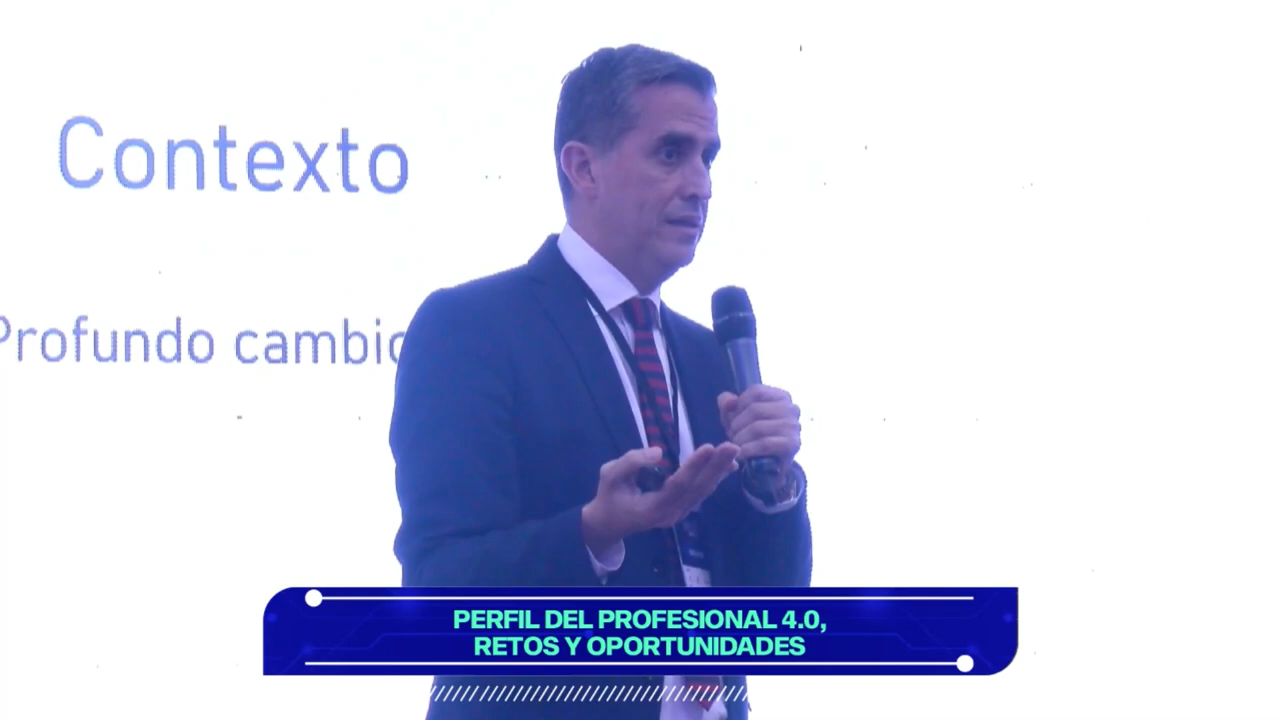 Contexto
Profundo cambio
PERFIL DEL PROFESIONAL 4.0,
RETOS Y OPORTUNIDADES